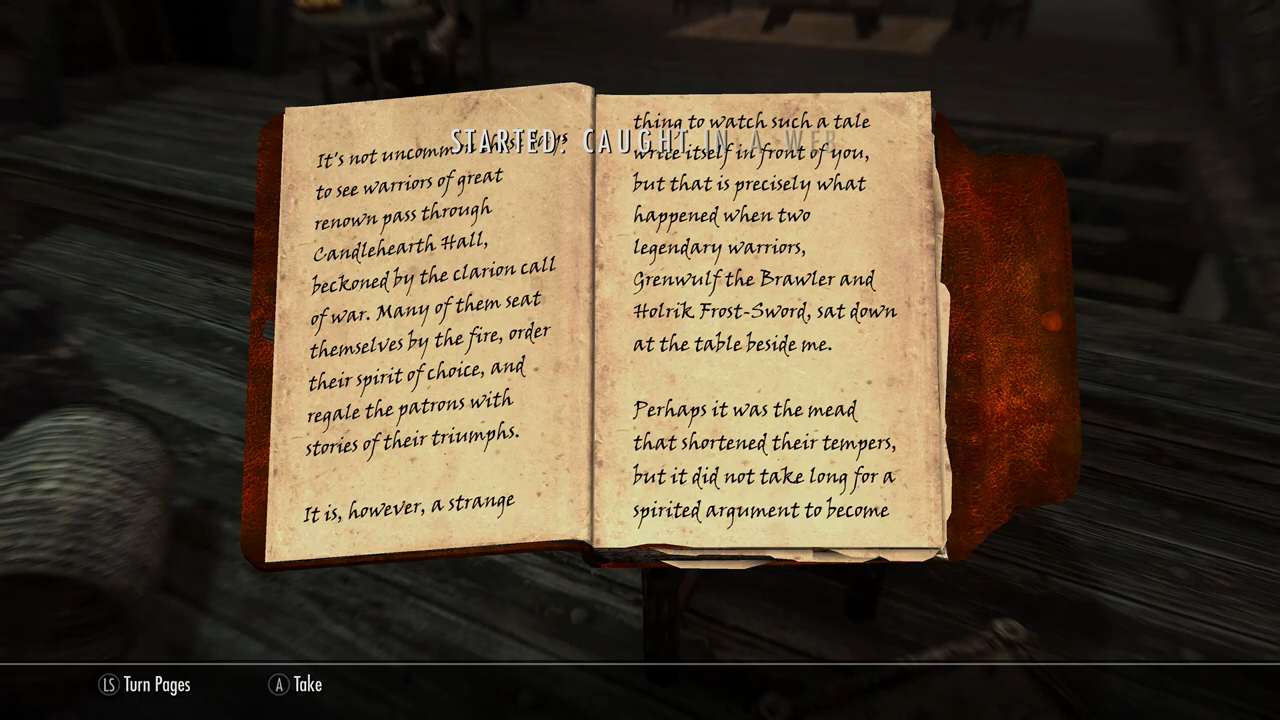 STARTED: CAUGHT IN A WEB
It's not uncommon these days
to see warriors of great
renown pass through
Candlehearth Hall,
beckoned by the clarion call
of war. Many of them seat
themselves by the fire, order
their spirit of choice, and
regale the patrons with
stories of their triumphs.
It is, however, a strange
thing to watch such a tale
write itself in front of you,
but that is precisely what
happened when two
legendary warriors,
Grenwulf the Brawler and
Holrik Frost-Sword, sat down
at the table beside me.
Perhaps it was the mead
that shortened their tempers,
but it did not take long for a
spirited argument to become
LS Turn Pages
A Take